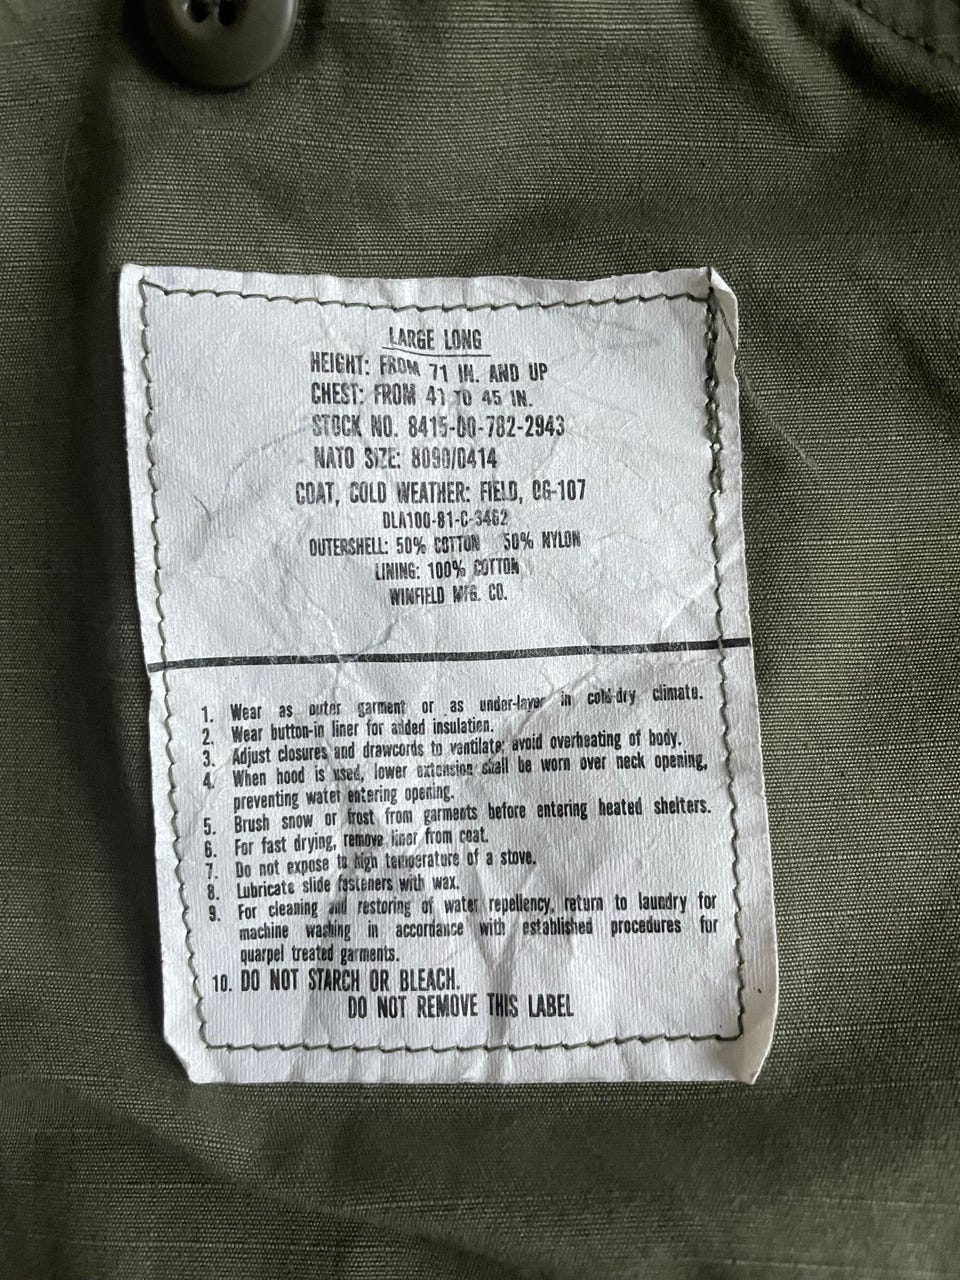 LARGE LONG
HEIGHT: FROM 71 IN. AND UP
CHEST: FROM 41 TO 45 IN.
STOCK NO. 8415-00-782-2943
NATO SIZE: 8090/0414
COAT, COLD WEATHER: FIELD, OG-107
DLA100-81-C-3462
OUTERSHELL: 50% COTTON 50% NYLON
LINING: 100% COTTON
WINFIELD MFG. CO.
1. Wear as outer garment or as under-layer in cold-dry climate.
2. Wear button-in liner for added insulation.
3. Adjust closures and drawcords to ventilate; avoid overheating of body.
4. When hood is used, lower extension shall be worn over neck opening,
preventing water entering opening.
5. Brush snow or frost from garments before entering heated shelters.
6. For fast drying, remove liner from coat.
7. Do not expose to high temperature of a stove.
8. Lubricate slide fasteners with wax.
9. For cleaning and restoring of water repellency, return to laundry for
machine washing in accordance with established procedures for
quarpel treated garments.
10. DO NOT STARCH OR BLEACH.
DO NOT REMOVE THIS LABEL